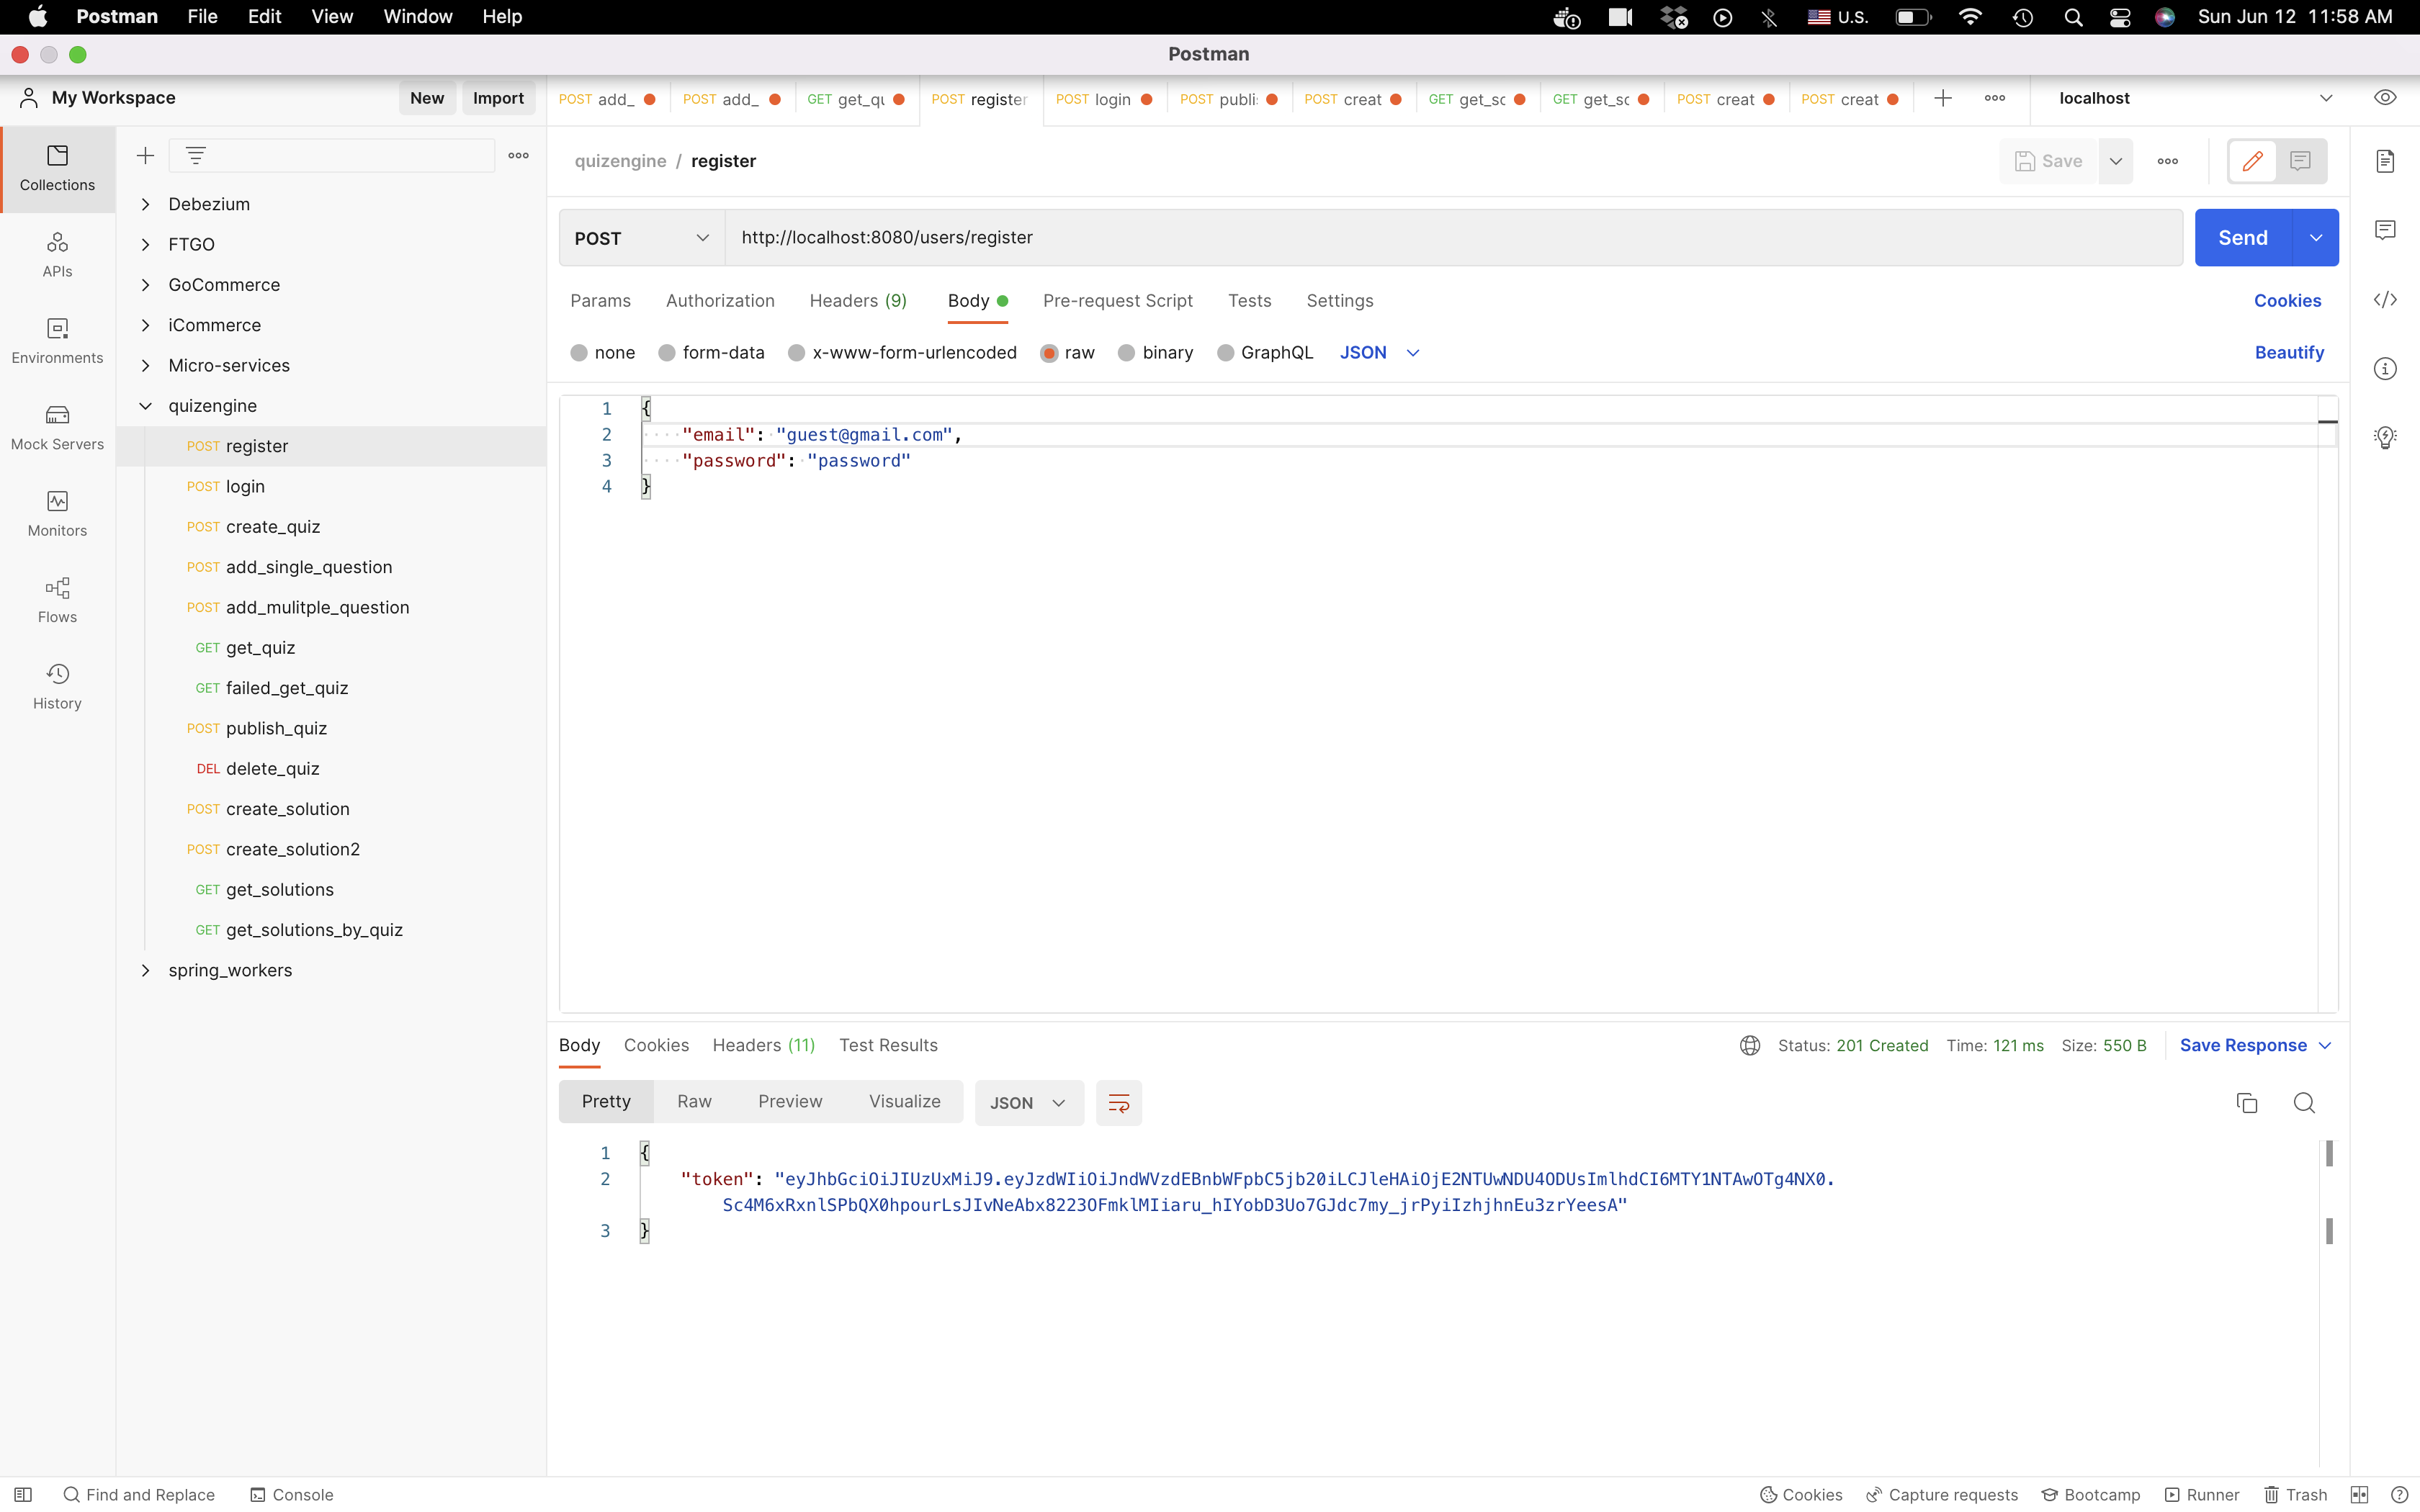 Postman File Edit View Window Help
U.S. Sun Jun 12 11:58 AM
Postman
My Workspace New Import
POST add_ POST add_ GET get_qu POST register POST login POST publi: POST creat GET get_sc GET get_sc POST creat POST creat
localhost
Collections
APIs
Environments
Mock Servers
Monitors
Flows
History
Debezium
FTGO
GoCommerce
iCommerce
Micro-services
quizengine
POST register
POST login
POST create_quiz
POST add_single_question
POST add_mulitple_question
GET get_quiz
GET failed_get_quiz
POST publish_quiz
DEL delete_quiz
POST create_solution
POST create_solution2
GET get_solutions
GET get_solutions_by_quiz
spring_workers
quizengine / register
Save
POST http://localhost:8080/users/register Send
Params Authorization Headers (9) Body Pre-request Script Tests Settings Cookies
none form-data x-www-form-urlencoded raw binary GraphQL JSON Beautify
1 {
2 "email": "guest@gmail.com",
3 "password": "password"
4 }
Body Cookies Headers (11) Test Results Status: 201 Created Time: 121 ms Size: 550 B Save Response
Pretty Raw Preview Visualize JSON
1 {
2 "token": "eyJhbGciOiJIUzUxMiJ9.eyJzdWIiOiJndWVzdEBnbWFpbC5jb20iLCJleHAiOjE2NTUwNDU4ODUsImlhdCI6MTY1NTAwOTg4NX0.
Sc4M6xRxnlSPbQX0hpourLsJIvNeAbx8223OFmklMIiaru_hIYobD3Uo7GJdc7my_jrPyiIzhjhnEu3zrYeesA"
3 }
Find and Replace Console Cookies Capture requests Bootcamp Runner Trash